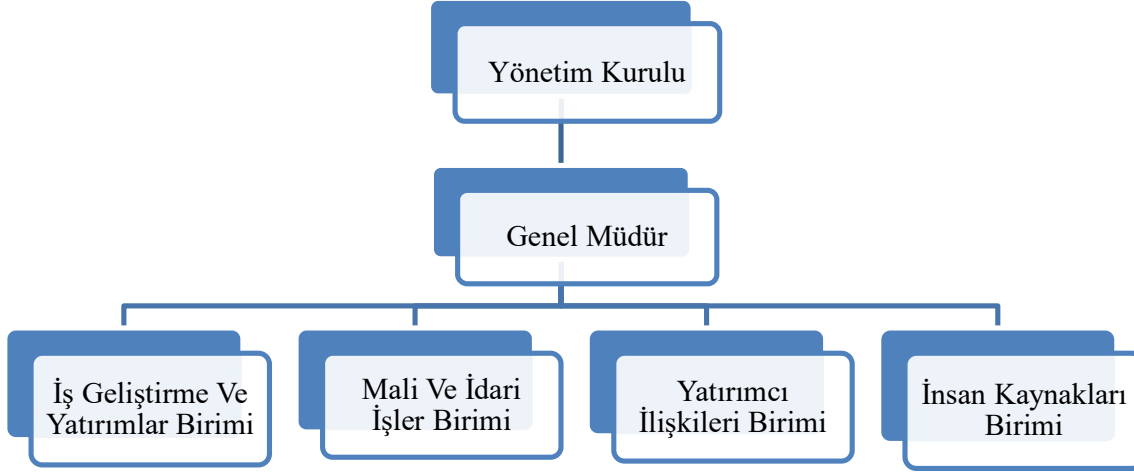 Yönetim Kurulu
Genel Müdür
İş Geliştirme Ve
Yatırımlar Birimi
Mali Ve İdari
İşler Birimi
Yatırımcı
İlişkileri Birimi
İnsan Kaynakları
Birimi